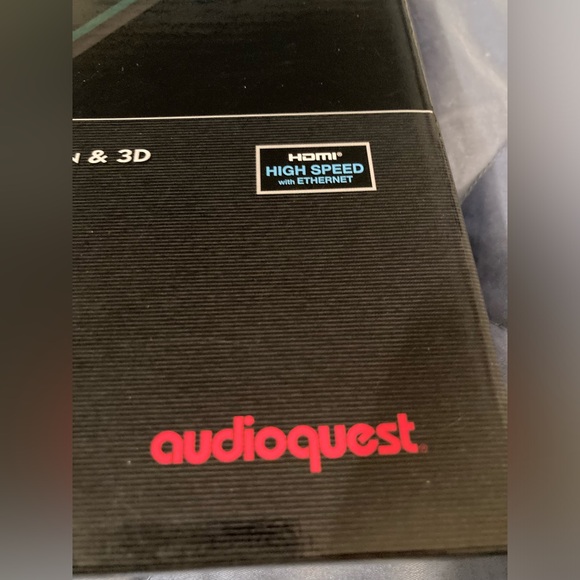 & 3D
HDMI®
HIGH SPEED
with ETHERNET
audioquest®